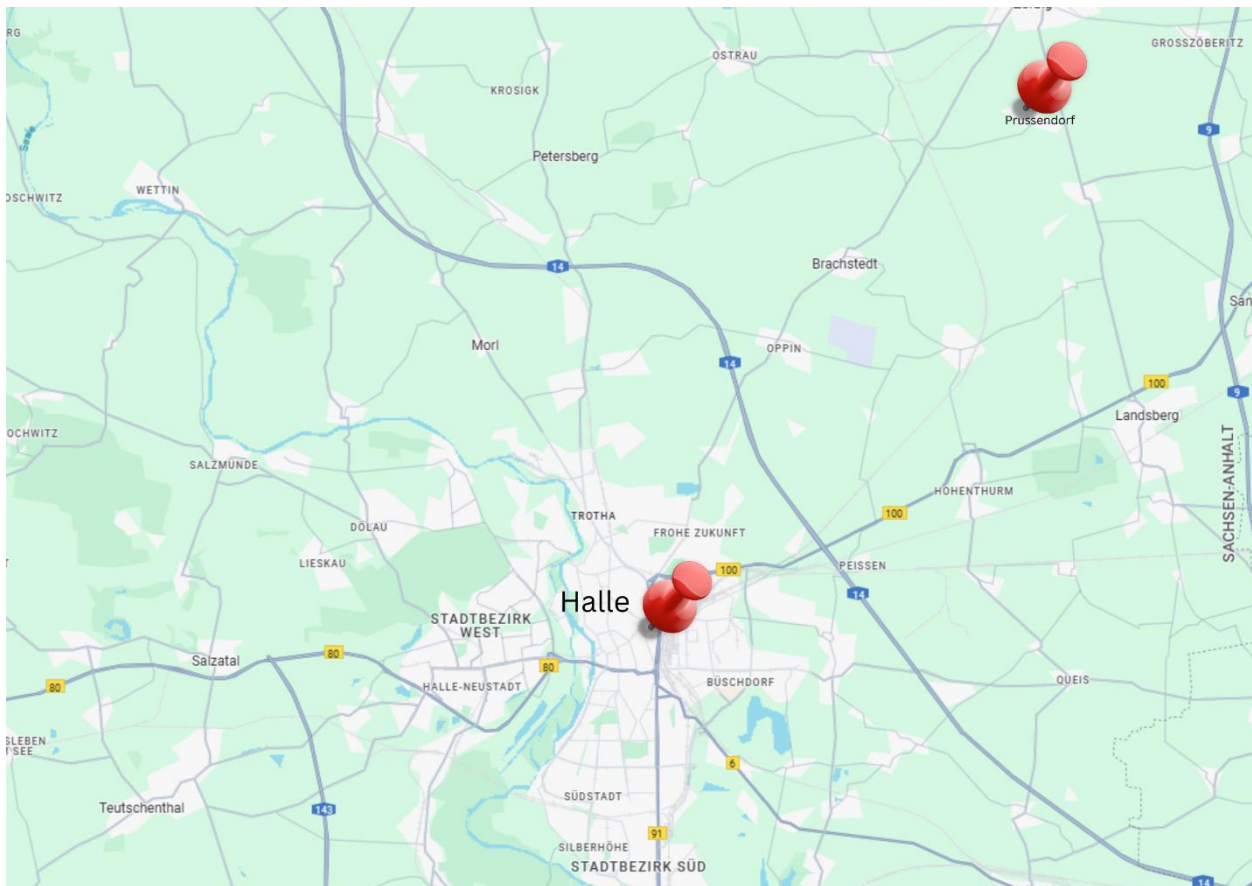 RG
OSTRAU
GROSSZÖBERITZ
KROSIGK
Prussendorf
9
Petersberg
WETTIN
14
Brachstedt
Morl
OPPIN
14
100
9
Landsberg
SALZMÜNDE
HOHENTHURM
SACHSEN-ANHALT
TROTHA
100
DÖLAU
FROHE ZUKUNFT
LIESKAU
100
PEISSEN
14
Halle
STADTBEZIRK
WEST
80
Salzatal
80
80
HALLE-NEUSTADT
BÜSCHDORF
QUEIS
6
SÜDSTADT
Teutschenthal
143
91
SILBERHÖHE
STADTBEZIRK SÜD
14